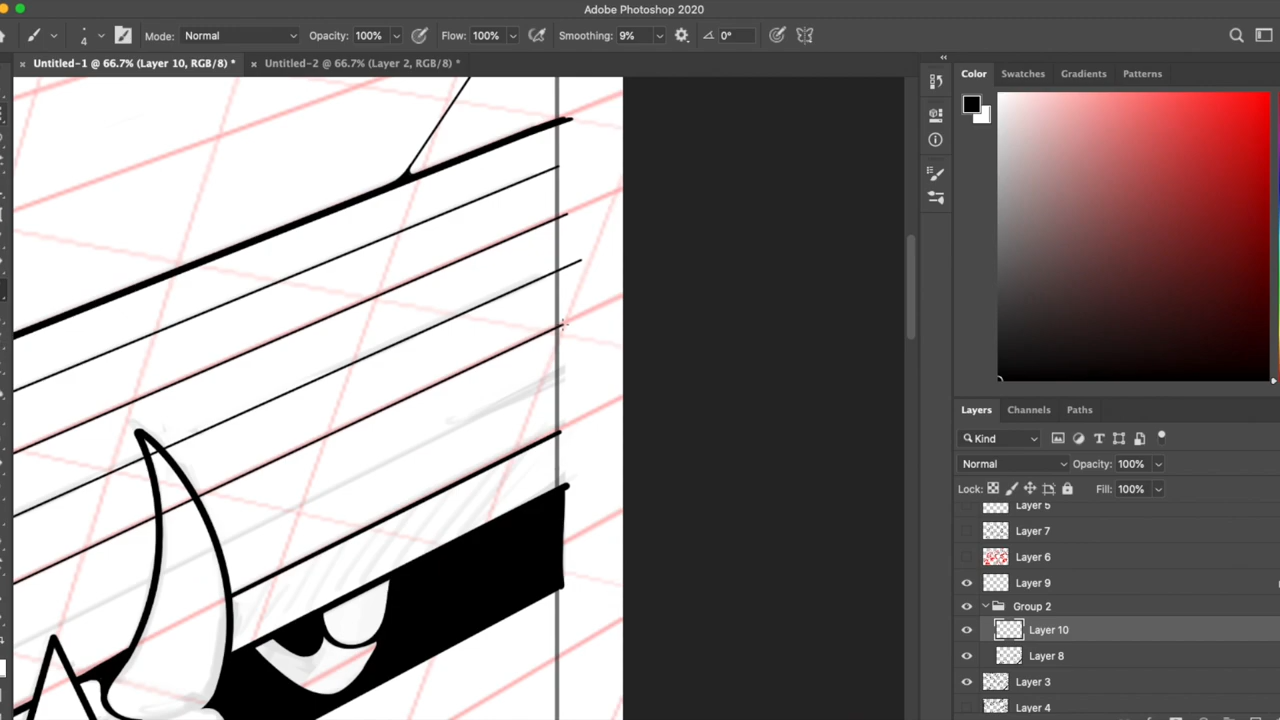 Adobe Photoshop 2020
4 Mode: Normal Opacity: 100% Flow: 100% Smoothing: 9% 0°
× Untitled-1 @ 66.7% (Layer 10, RGB/8) * × Untitled-2 @ 66.7% (Layer 2, RGB/8) *
Color Swatches Gradients Patterns
Layers Channels Paths
Kind
Normal Opacity: 100%
Lock: Fill: 100%
Layer 5
Layer 7
Layer 6
Layer 9
Group 2
Layer 10
Layer 8
Layer 3
Layer 4